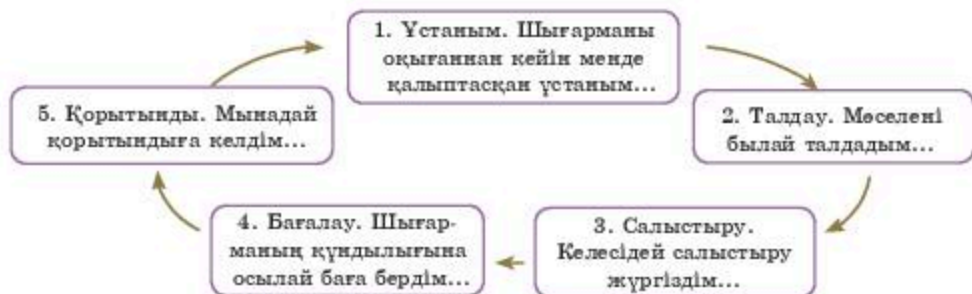 1. Ұстаным. Шығарманы
оқығаннан кейін менде
қалыптасқан ұстаным...
2. Талдау. Мәселені
былай талдадым...
3. Салыстыру.
Келесідей салыстыру
жүргіздім...
4. Бағалау. Шығар-
маның құндылығына
осылай баға бердім...
5. Қорытынды. Мынадай
қорытындыға келдім...